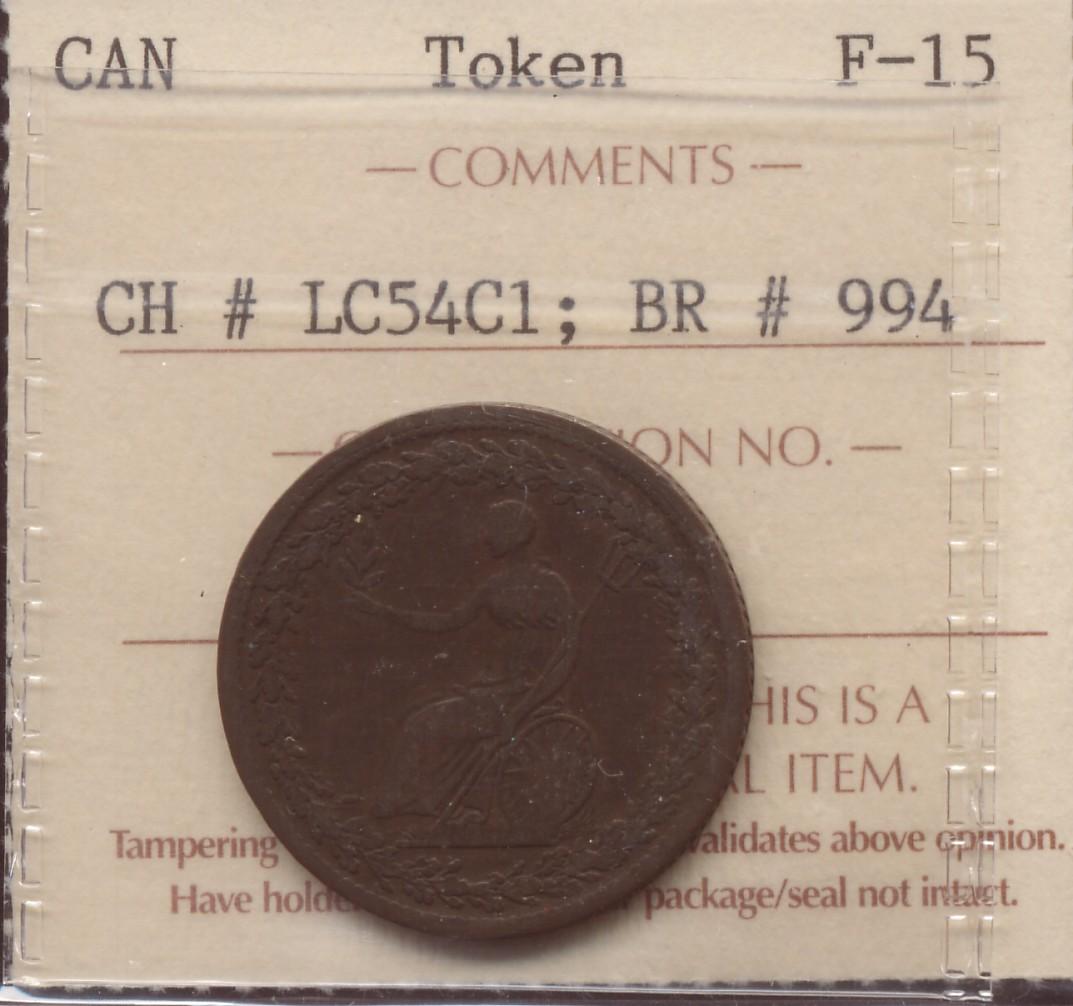 CAN Token F-15
— COMMENTS —
CH # LC54C1; BR # 994
— ON NO. —
HIS IS A
L ITEM.
Tampering alidates above opinion.
Have holde package/seal not intact.